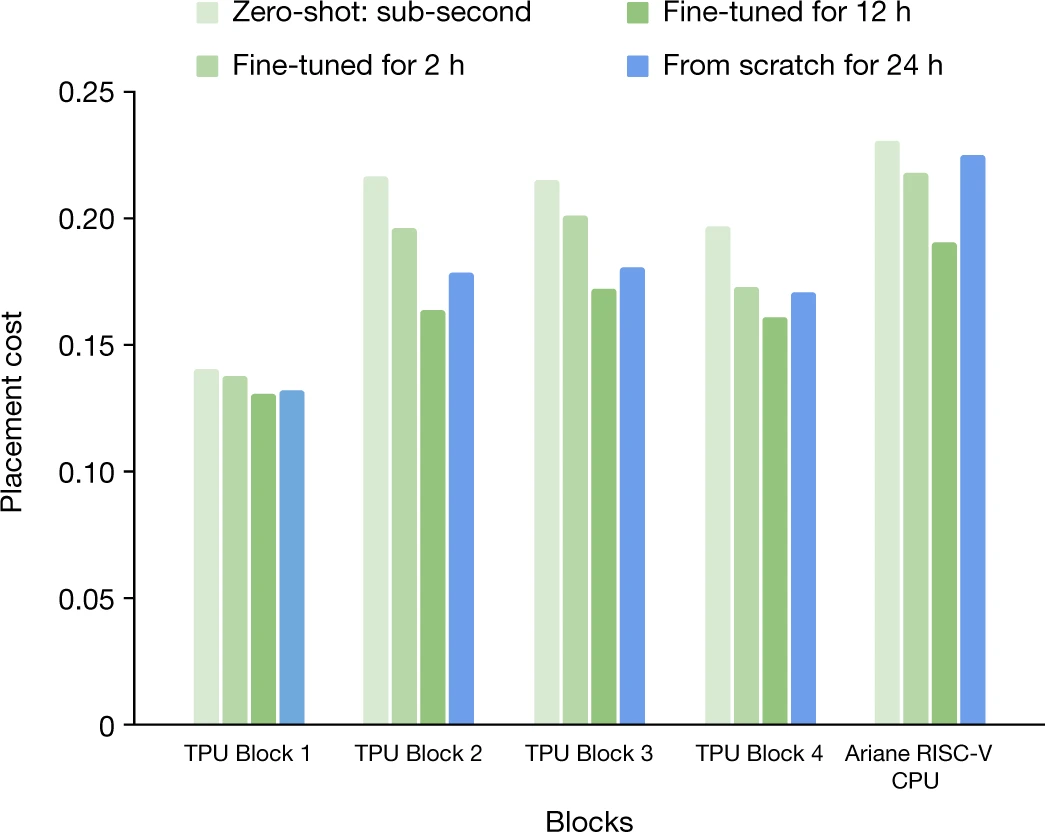 Zero-shot: sub-second
Fine-tuned for 12 h
Fine-tuned for 2 h
From scratch for 24 h
0.25
0.20
0.15
0.10
0.05
0
Placement cost
TPU Block 1
TPU Block 2
TPU Block 3
TPU Block 4
Ariane RISC-V
CPU
Blocks